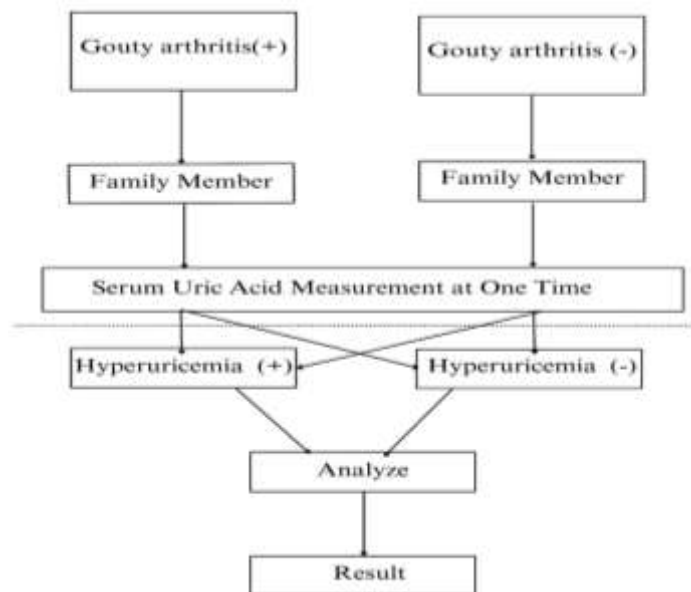 Gouty arthritis(+)
Gouty arthritis (-)
Family Member
Family Member
Serum Uric Acid Measurement at One Time
Hyperuricemia (+)
Hyperuricemia (-)
Analyze
Result